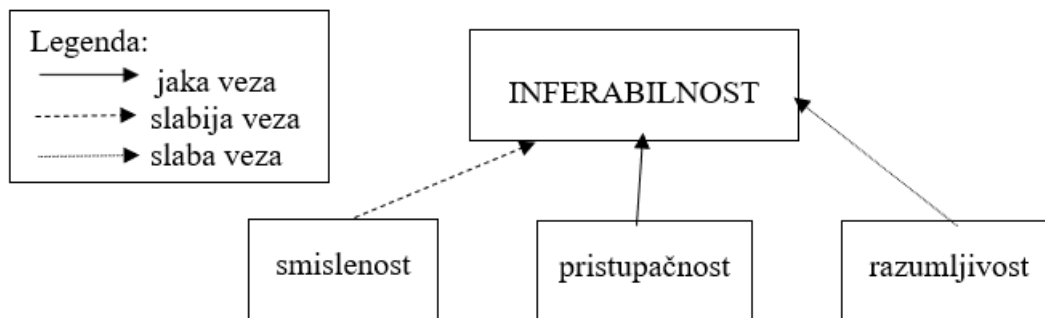 Legenda:
jaka veza
slabija veza
slaba veza
INFERABILNOST
smislenost
pristupačnost
razumljivost